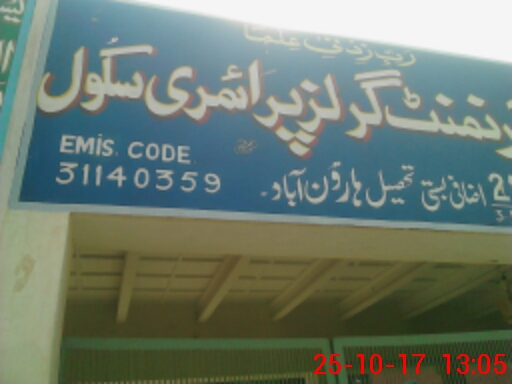 رب زدنی علما
گرلز پرائمری سکول
EMIS. CODE
31140359
اضافی بستی تحصیل ہارون آباد۔
25-10-17 13:05